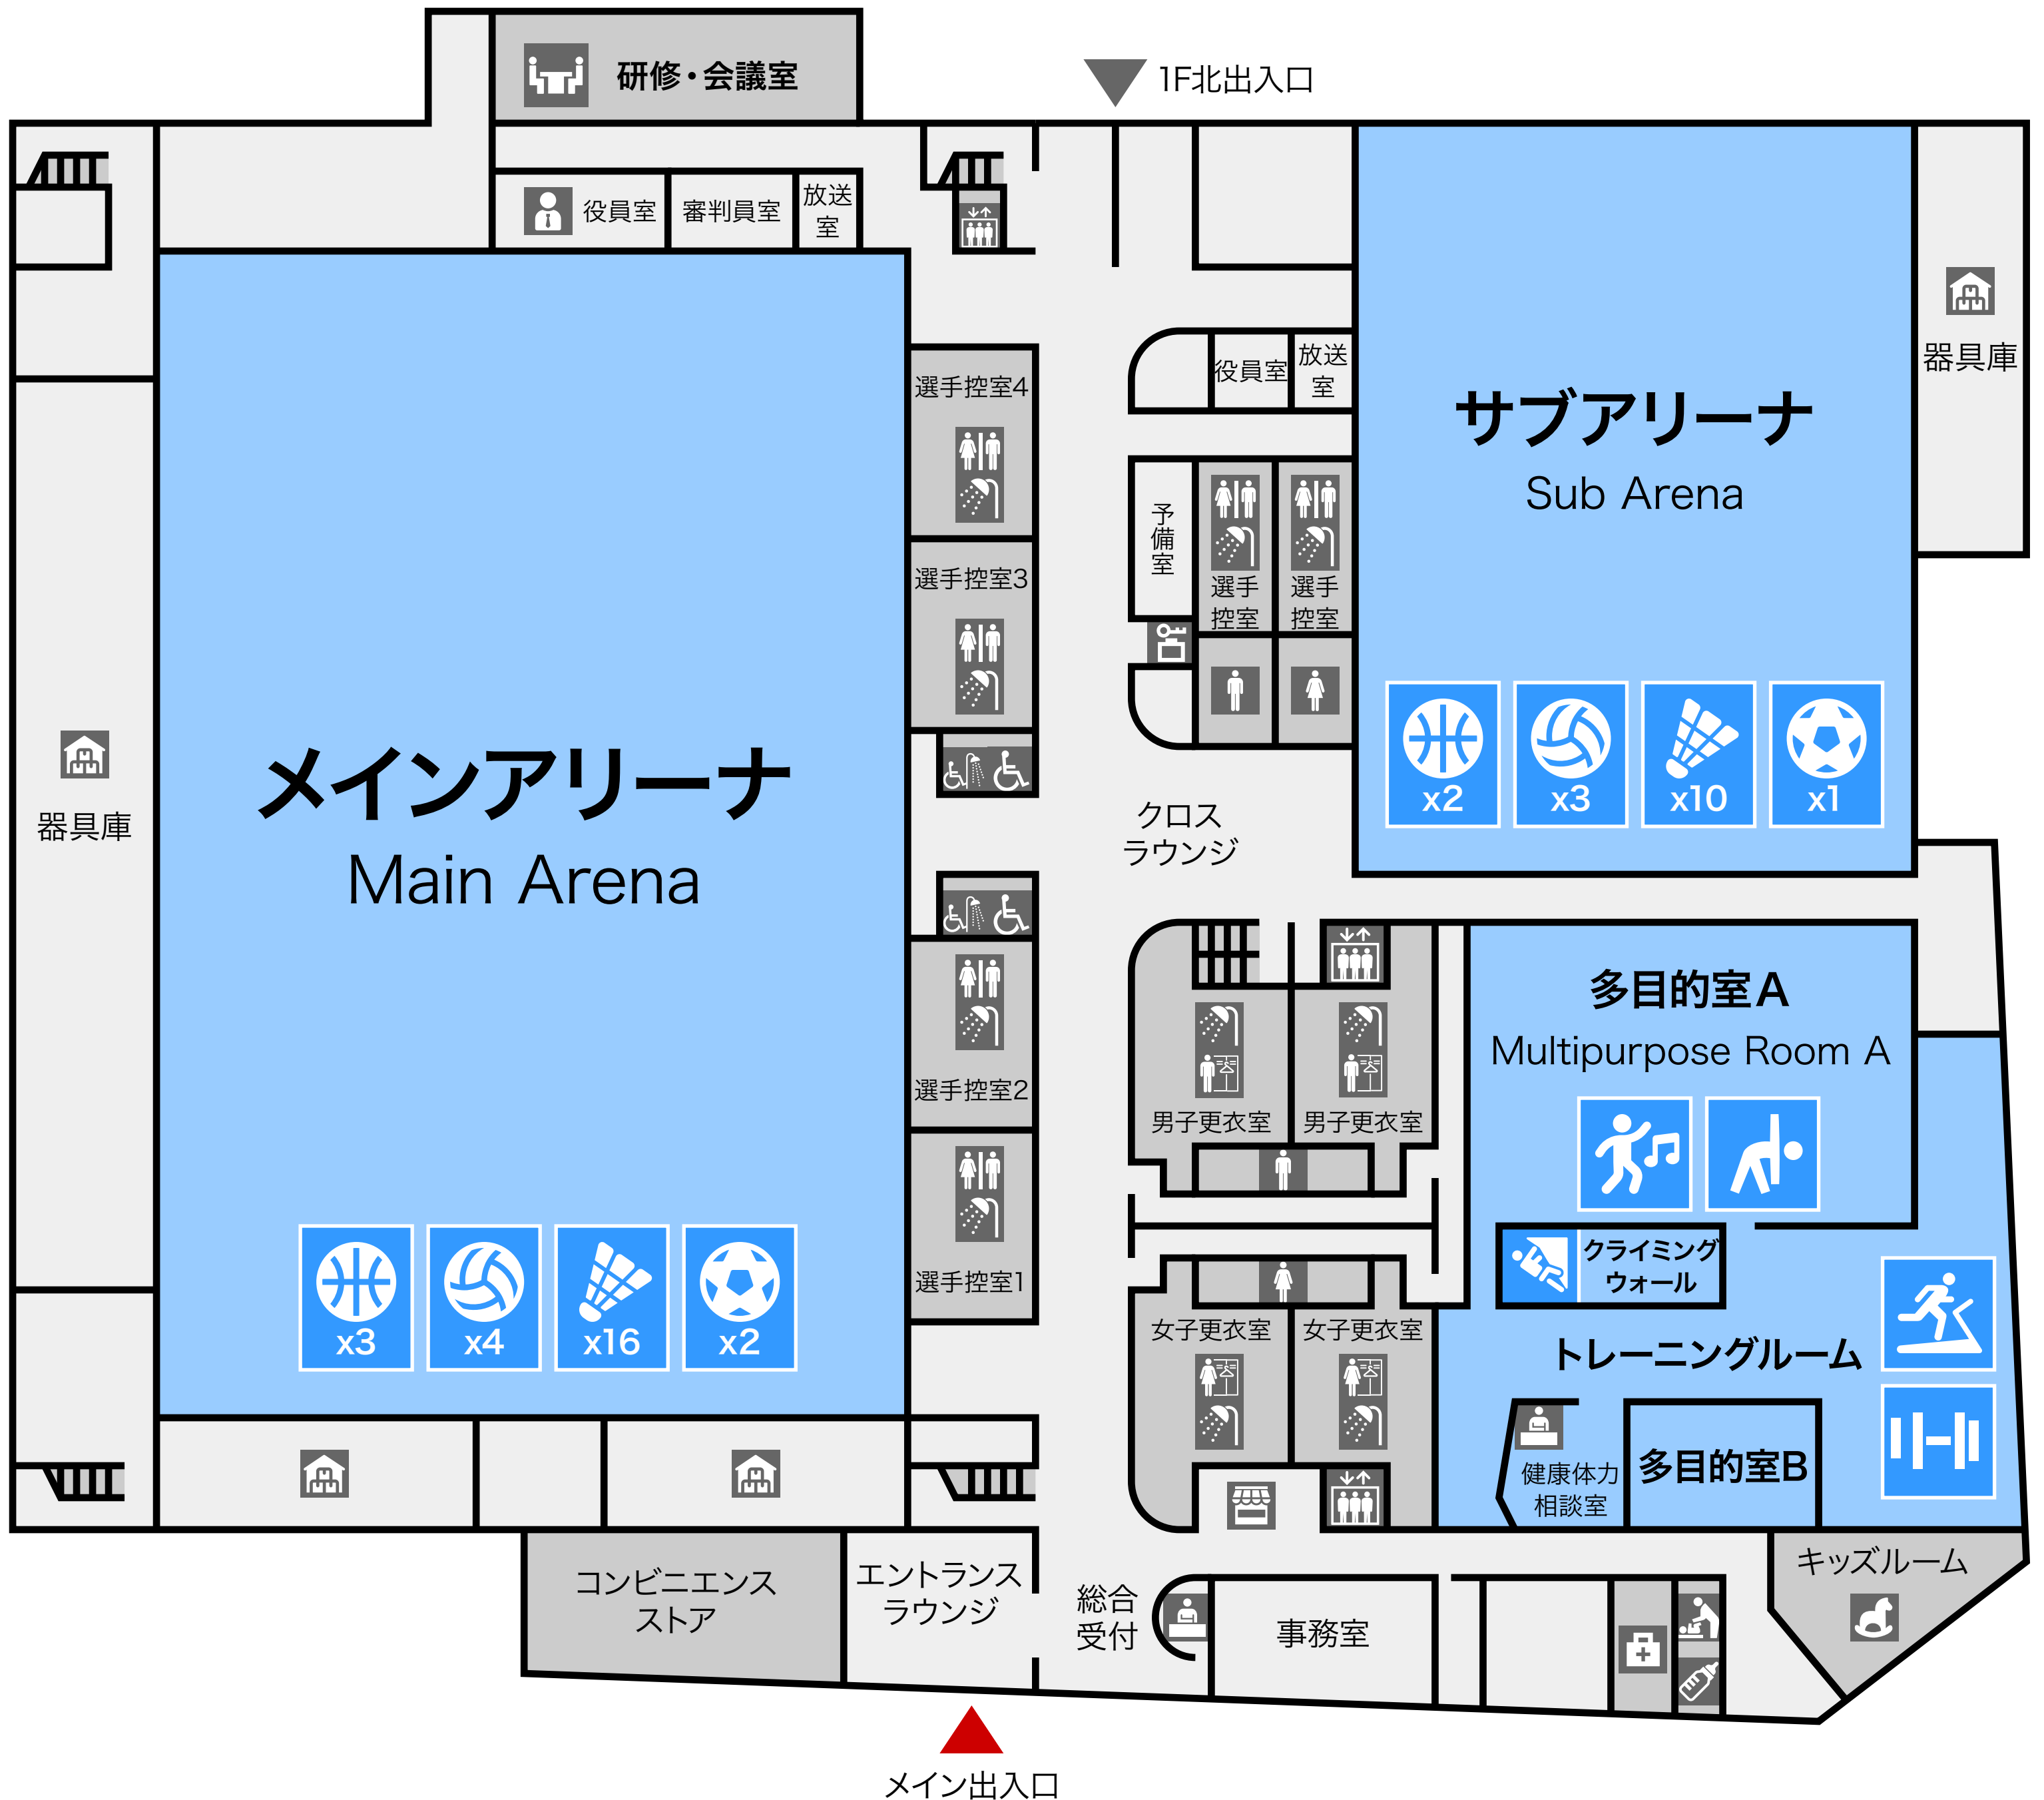 研修・会議室
1F北出入口
役員室
審判員室
放送
室
役員室
放送
室
器具庫
選手控室4
サブアリーナ
Sub Arena
予備室
選手控室3
選手
控室
選手
控室
メインアリーナ
Main Arena
器具庫
x2
x3
x10
x1
クロス
ラウンジ
多目的室A
Multipurpose Room A
選手控室2
男子更衣室
男子更衣室
選手控室1
x3
x4
x16
x2
クライミング
ウォール
女子更衣室
女子更衣室
トレーニングルーム
健康体力
相談室
多目的室B
コンビニエンス
ストア
エントランス
ラウンジ
総合
受付
事務室
キッズルーム
メイン出入口